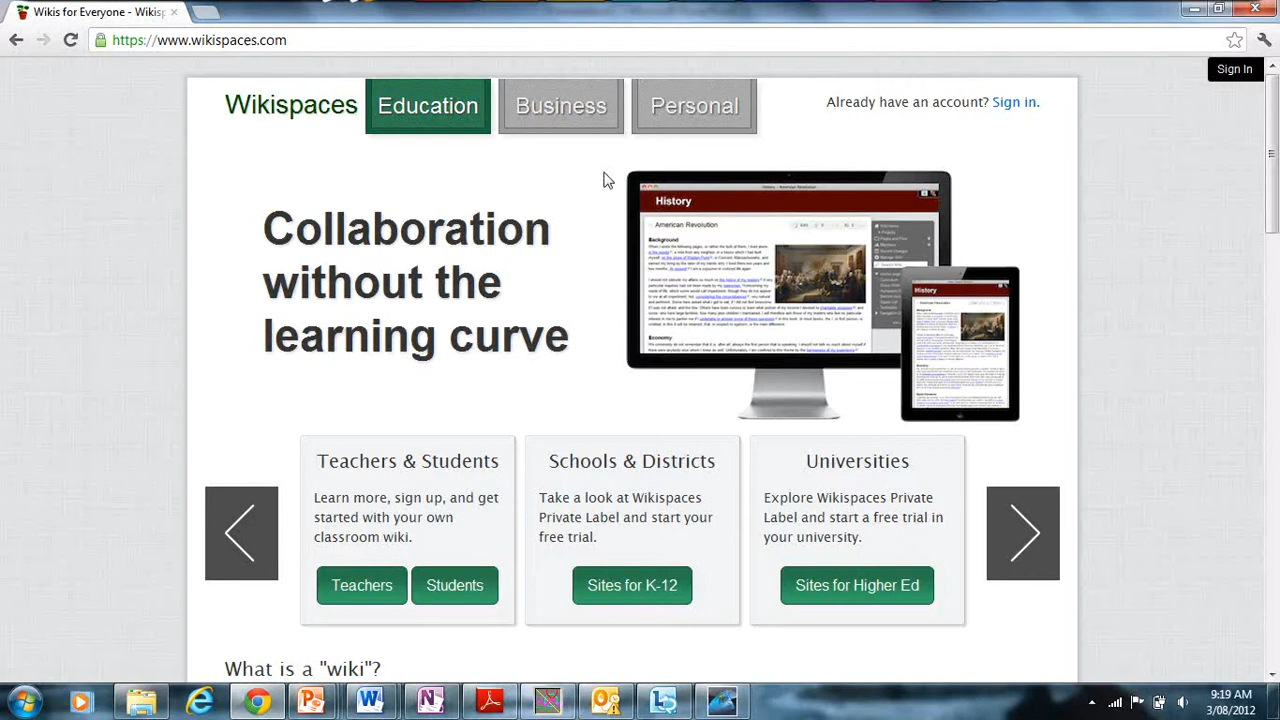 Wikis for Everyone - Wikisp
https://www.wikispaces.com
Sign In
Wikispaces
Education
Business
Personal
Already have an account? Sign in.
Collaboration
without the
learning curve
History
American Revolution
Background
Economy
History
Teachers & Students
Learn more, sign up, and get
started with your own
classroom wiki.
Teachers
Students
Schools & Districts
Take a look at Wikispaces
Private Label and start your
free trial.
Sites for K-12
Universities
Explore Wikispaces Private
Label and start a free trial in
your university.
Sites for Higher Ed
What is a "wiki"?
9:19 AM
3/08/2012